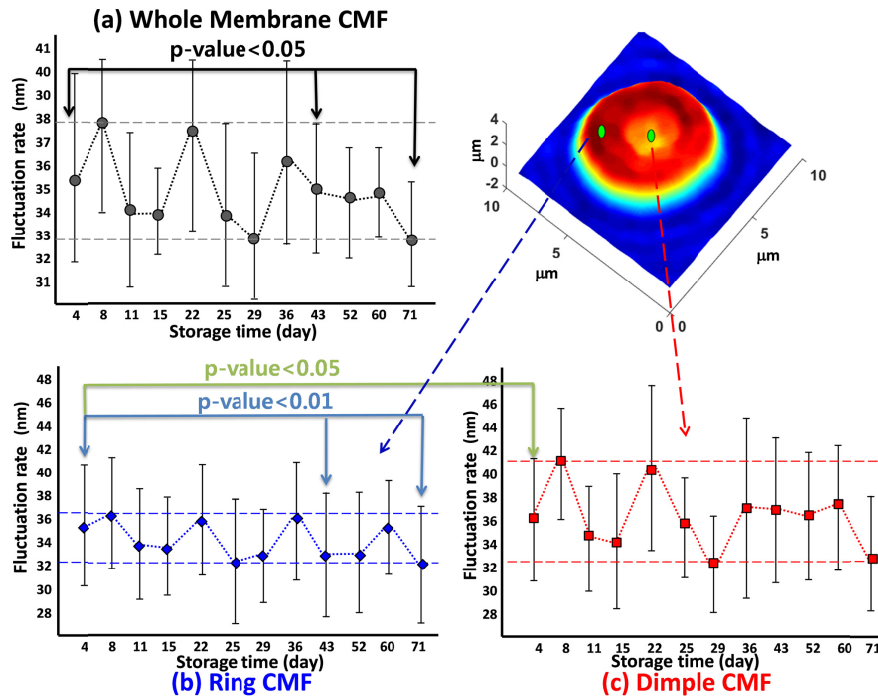 (a) Whole Membrane CMF
p-value<0.05
Fluctuation rate (nm)
41
40
39
38
37
36
35
34
33
32
31
4 8 11 15 22 25 29 36 43 52 60 71
Storage time (day)
μm
4
2
0
-2
10
5
μm
0
0
5
μm
10
p-value<0.05
p-value<0.01
Fluctuation rate (nm)
48
46
44
42
40
38
36
34
32
30
28
4 8 11 15 22 25 29 36 43 52 60 71
Storage time (day)
(b) Ring CMF
Fluctuation rate (nm)
48
46
44
42
40
38
36
34
32
30
28
4 8 11 15 22 25 29 36 43 52 60 71
Storage time (day)
(c) Dimple CMF